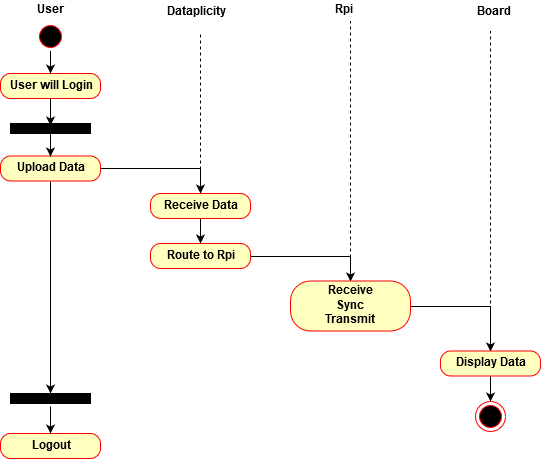 User
Dataplicity
Rpi
Board
User will Login
Upload Data
Receive Data
Route to Rpi
Receive
Sync
Transmit
Display Data
Logout